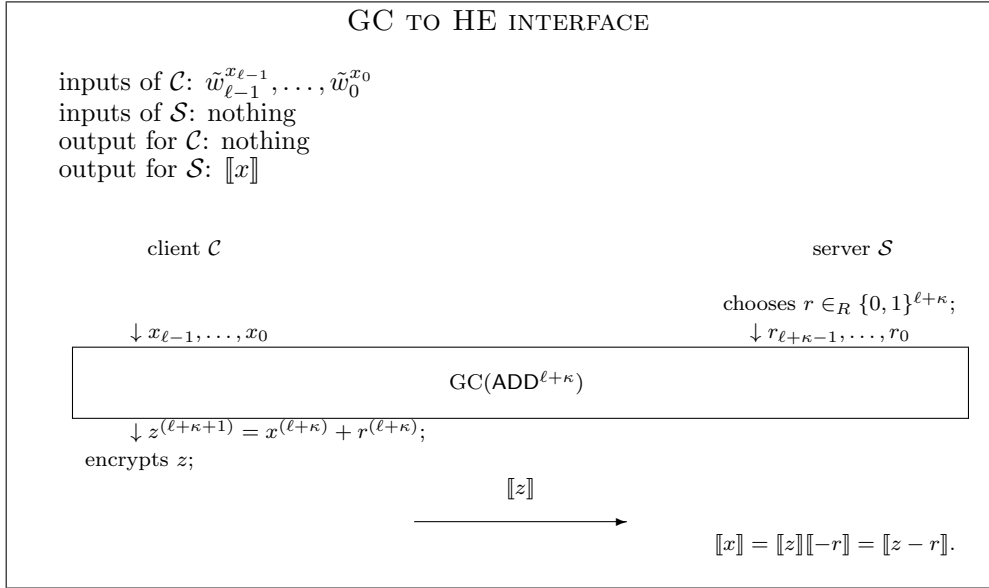 GC TO HE INTERFACE
inputs of 𝒞: w̃_{ℓ−1}^{x_{ℓ−1}}, . . . , w̃_0^{x_0}
inputs of 𝒮: nothing
output for 𝒞: nothing
output for 𝒮: ⟦x⟧
client 𝒞 server 𝒮
chooses r ∈_R {0, 1}^{ℓ+κ};
↓ x_{ℓ−1}, . . . , x_0 ↓ r_{ℓ+κ−1}, . . . , r_0
GC(ADD^{ℓ+κ})
↓ z^{(ℓ+κ+1)} = x^{(ℓ+κ)} + r^{(ℓ+κ)};
encrypts z;
⟦z⟧
⟦x⟧ = ⟦z⟧⟦−r⟧ = ⟦z − r⟧.